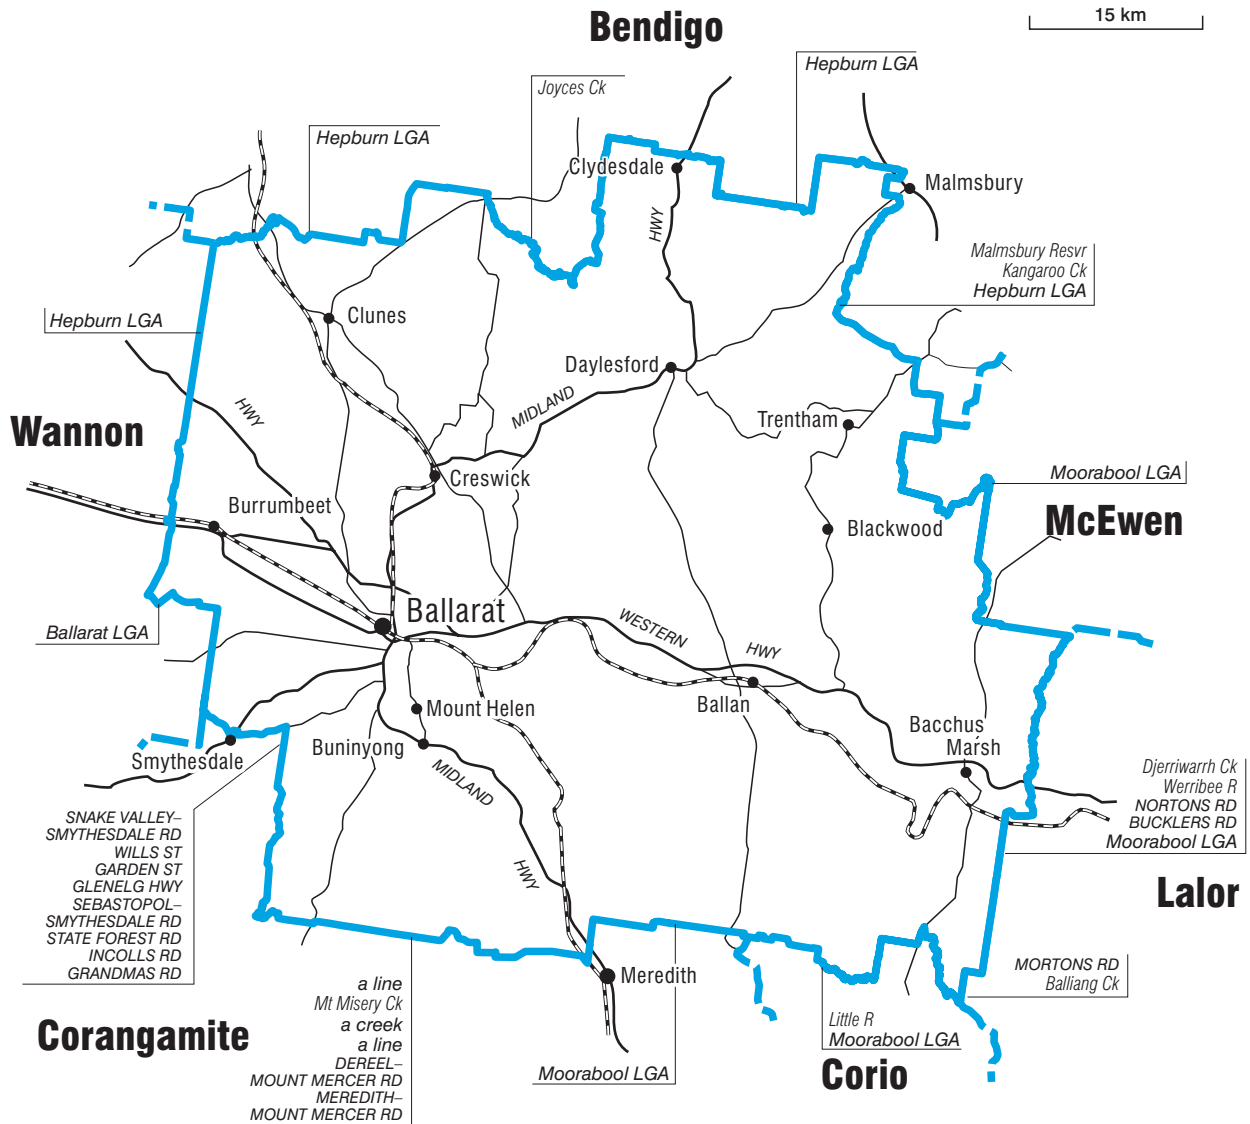 15 km
Bendigo
Hepburn LGA
Joyces Ck
Hepburn LGA
Clydesdale
Malmsbury
HWY
Malmsbury Resvr
Kangaroo Ck
Hepburn LGA
Hepburn LGA
Clunes
Daylesford
MIDLAND
HWY
Trentham
Wannon
Creswick
Moorabool LGA
Burrumbeet
McEwen
Blackwood
Ballarat
Ballarat LGA
WESTERN
HWY
Mount Helen
Ballan
Bacchus
Marsh
Buninyong
Smythesdale
MIDLAND
HWY
Djerriwarrh Ck
Werribee R
NORTONS RD
BUCKLERS RD
Moorabool LGA
SNAKE VALLEY–
SMYTHESDALE RD
WILLS ST
GARDEN ST
GLENELG HWY
SEBASTOPOL–
SMYTHESDALE RD
STATE FOREST RD
INCOLLS RD
GRANDMAS RD
Lalor
Meredith
MORTONS RD
Balliang Ck
a line
Mt Misery Ck
a creek
a line
DEREEL–
MOUNT MERCER RD
MEREDITH–
MOUNT MERCER RD
Corangamite
Little R
Moorabool LGA
Moorabool LGA
Corio